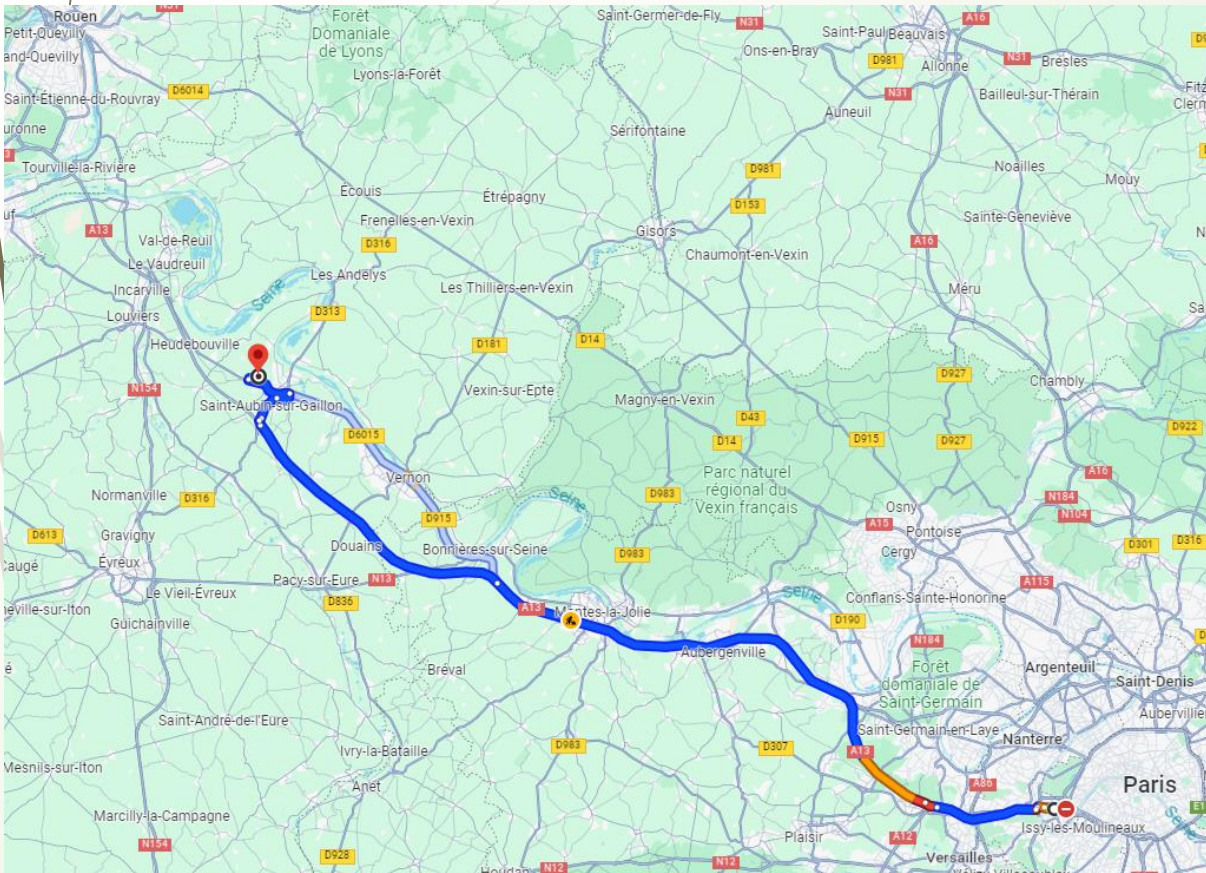 N31
Forêt
Domaniale
de Lyons
Saint-Germer-de-Fly
N31
A16
Rouen
Petit-Quevilly
and-Quevilly
Saint-Paul
Beauvais
Ons-en-Bray
D981
Allonne
N31
Bresles
Lyons-la-Forêt
D6014
N31
Bailleul-sur-Thérain
Saint-Étienne-du-Rouvray
Auneuil
Sérifontaine
Noailles
Mouy
Tourville-la-Rivière
D981
Écouis
Étrépagny
D153
Sainte-Geneviève
Frenelles-en-Vexin
A13
Gisors
Val-de-Reuil
D316
A16
Chaumont-en-Vexin
Le Vaudreuil
Les Andelys
Incarville
Seine
Les Thilliers-en-Vexin
Méru
Louviers
D313
Heudebouville
D181
D14
D927
Chambly
N154
Vexin-sur-Epte
Magny-en-Vexin
Saint-Aubin-sur-Gaillon
D43
D922
D6015
D14
D915
D927
Vernon
Parc naturel
régional du
Vexin français
A16
Normanville
D316
Seine
D983
N184
Osny
A15
Pontoise
N104
D915
D613
Gravigny
Douains
Bonnières-sur-Seine
D983
Cergy
D301
D316
Évreux
Pacy-sur-Eure
N13
A115
Le Vieil-Évreux
Seine
Conflans-Sainte-Honorine
D836
A13
Mantes-la-Jolie
D190
Guichainville
N184
Aubergenville
Argenteuil
Bréval
Forêt
domaniale de
Saint-Germain
Saint-Denis
Saint-André-de-l'Eure
Saint-Germain-en-Laye
Nanterre
D983
D307
Ivry-la-Bataille
A13
Mesnils-sur-Iton
Anet
A86
Paris
Marcilly-la-Campagne
Seine
Issy-les-Moulineaux
Plaisir
A12
N154
D928
Versailles
N12
N12
Houdan